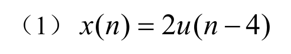 （1） x(n) = 2u(n − 4)